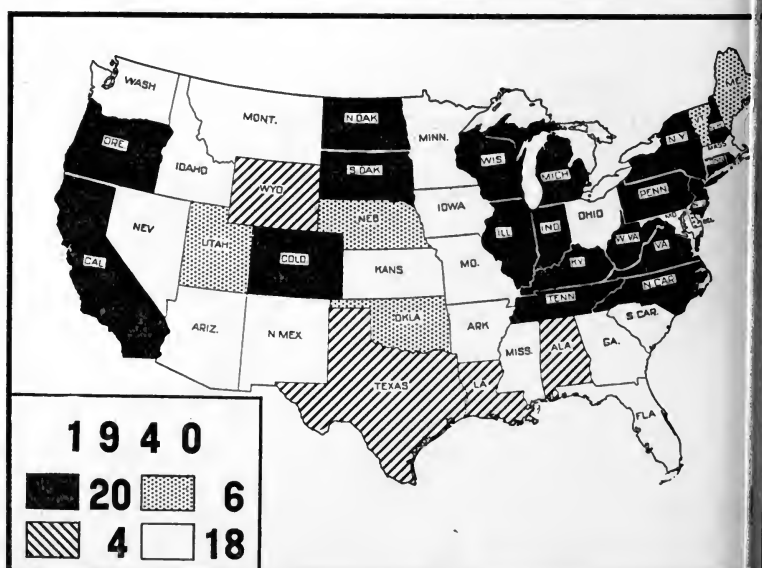 WASH
MONT.
N.DAK
MINN.
ME.
ORE
IDAHO
S.DAK
WIS
MICH
N.Y
MASS
WYO.
IOWA
PENN
NEV
UTAH
NEB
OHIO
MD.
DEL
ILL
IND
W.VA
VA
CAL
COLO.
KANS
MO.
KY
N.CAR
TENN
ARIZ.
N MEX.
OKLA
ARK
S CAR.
MISS.
ALA
GA.
TEXAS
LA
FLA
1940
20 6
4 18